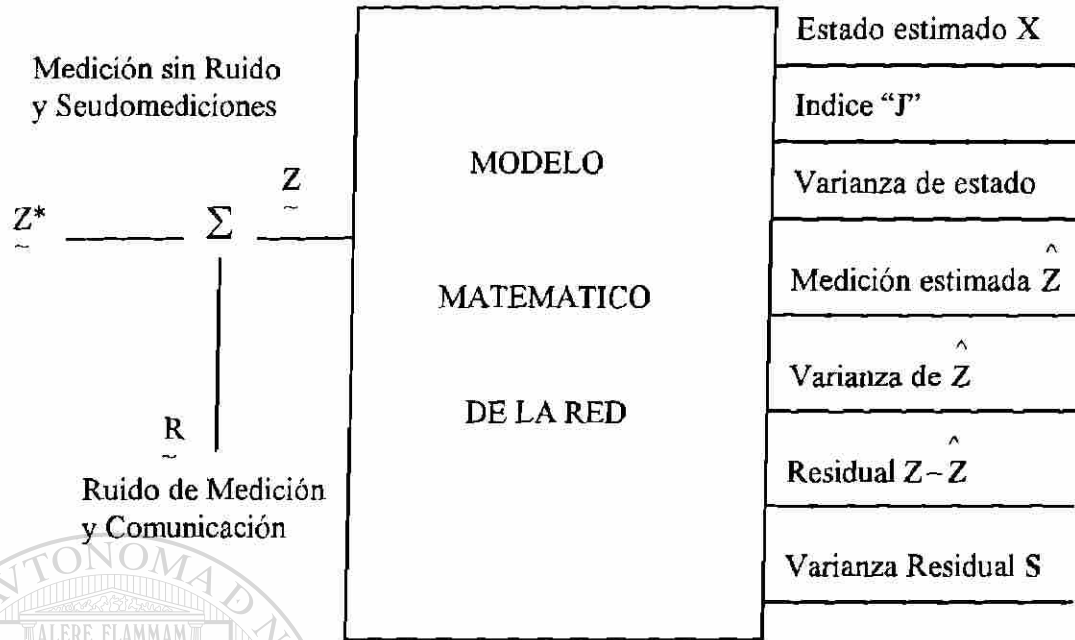 Medición sin Ruido
y Seudomediciones
Z
~
Z*
~
Σ
R
~
Ruido de Medición
y Comunicación
MODELO
MATEMATICO
DE LA RED
Estado estimado X
Indice “J”
Varianza de estado
Medición estimada Ẑ
Varianza de Ẑ
Residual Z~Ẑ
Varianza Residual S
AVTONOMA D
ALERE FLAMMAM